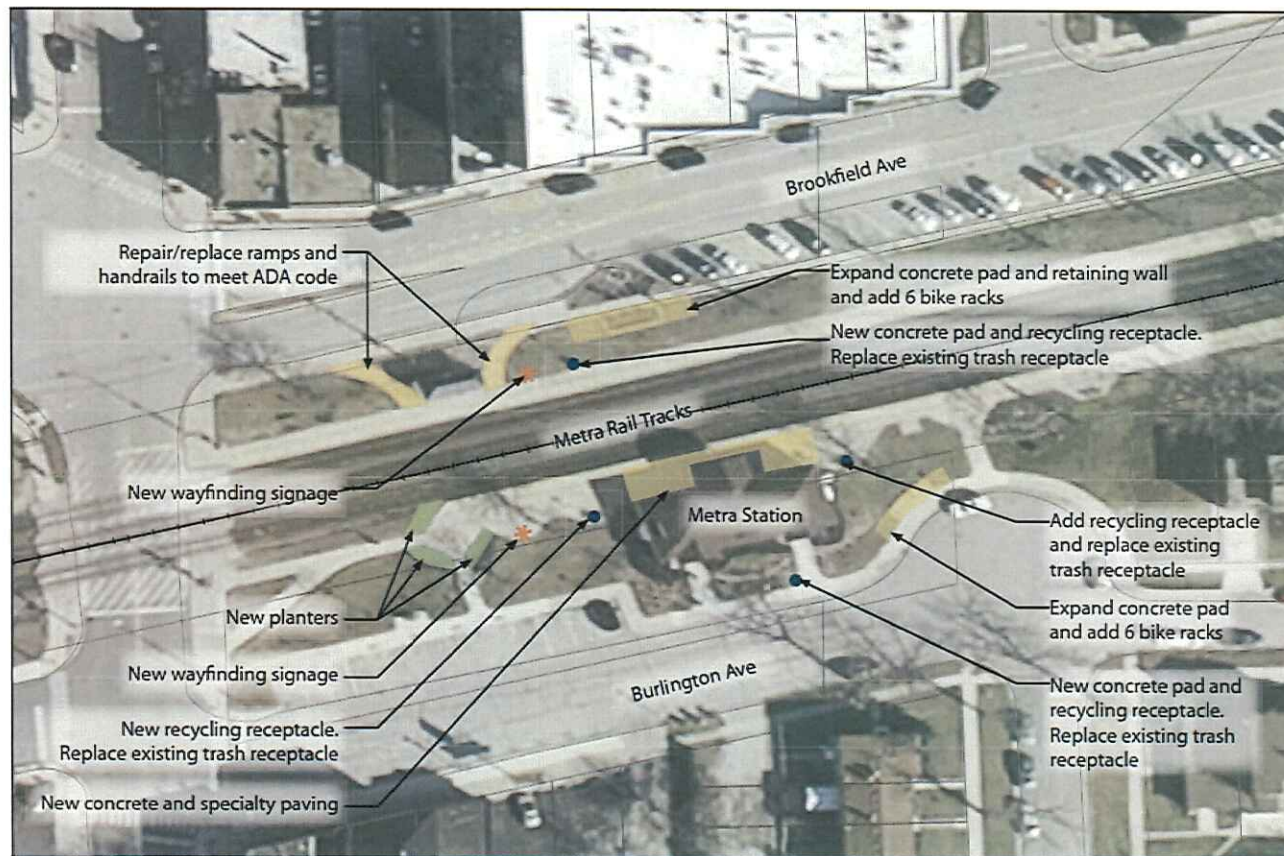 Brookfield Ave
Repair/replace ramps and
handrails to meet ADA code
Expand concrete pad and retaining wall
and add 6 bike racks
New concrete pad and recycling receptacle.
Replace existing trash receptacle
Metra Rail Tracks
New wayfinding signage
Metra Station
Add recycling receptacle
and replace existing
trash receptacle
New planters
Expand concrete pad
and add 6 bike racks
New wayfinding signage
Burlington Ave
New concrete pad and
recycling receptacle.
Replace existing trash
receptacle
New recycling receptacle.
Replace existing trash receptacle
New concrete and specialty paving